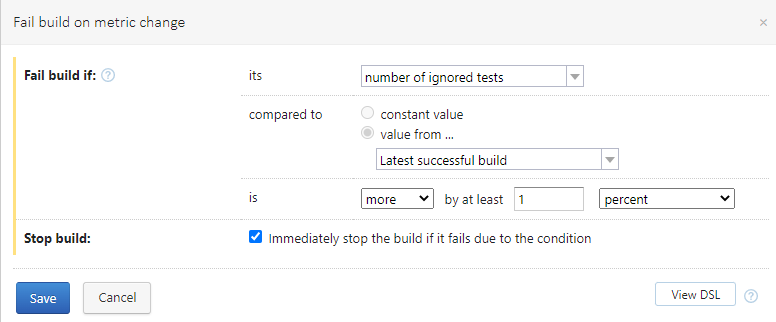 Fail build on metric change ×
Fail build if: ? its number of ignored tests
compared to constant value
value from ...
Latest successful build
is more by at least 1 percent
Stop build: Immediately stop the build if it fails due to the condition
Save Cancel View DSL ?